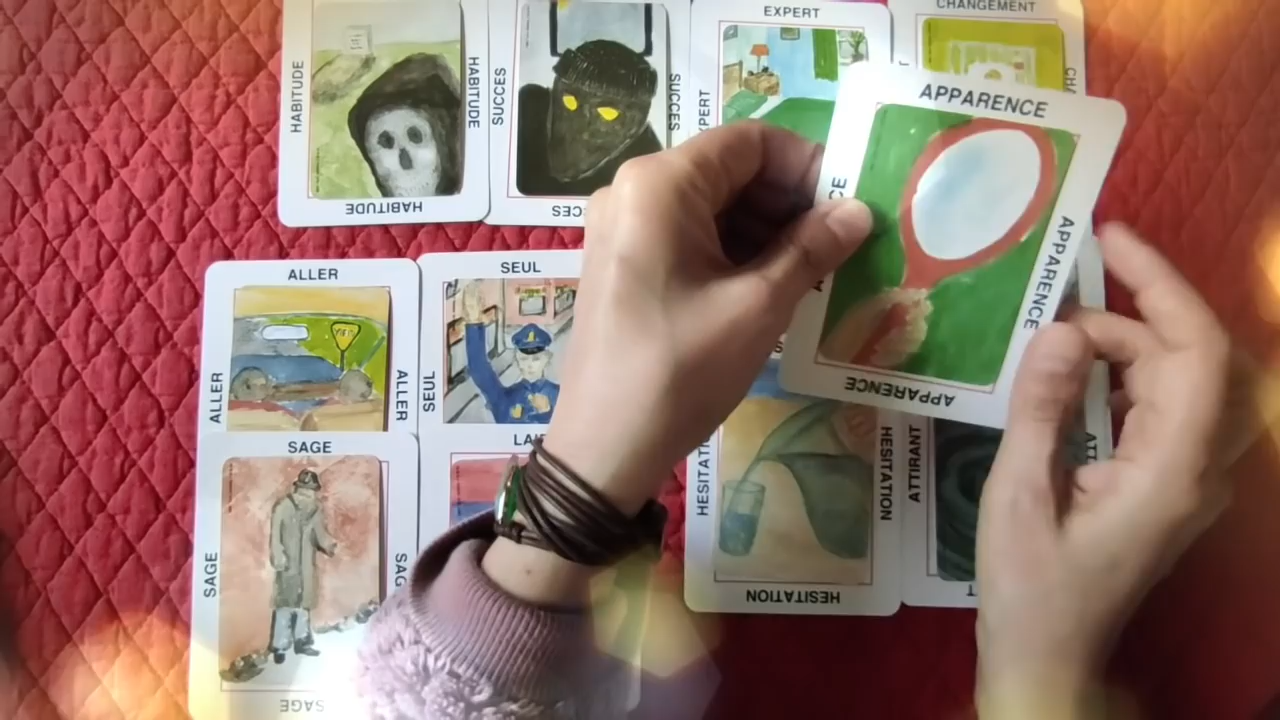 HABITUDE
HABITUDE
HABITUDE
SUCCES
SUCCES
EXPERT
CHANGEMENT
APPARENCE
APPARENCE
APPARENCE
ALLER
ALLER
ALLER
SEUL
SEUL
SAGE
SAGE
SAGE
HESITATION
HESITATION
ATTIRANT